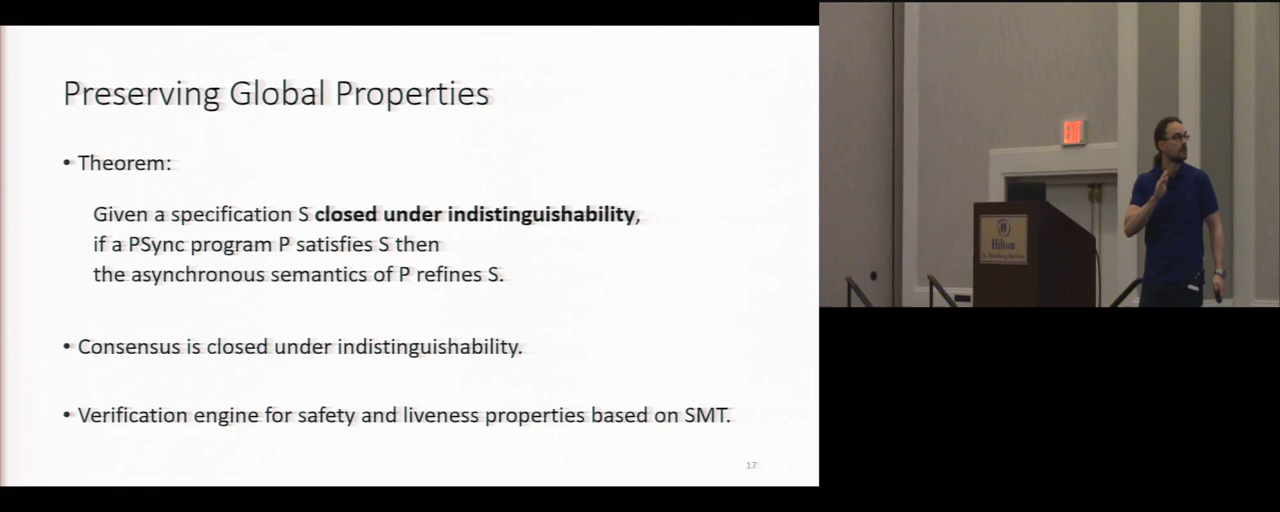 Preserving Global Properties
• Theorem:
Given a specification S closed under indistinguishability,
if a PSync program P satisfies S then
the asynchronous semantics of P refines S.
• Consensus is closed under indistinguishability.
• Verification engine for safety and liveness properties based on SMT.
17
Hilton